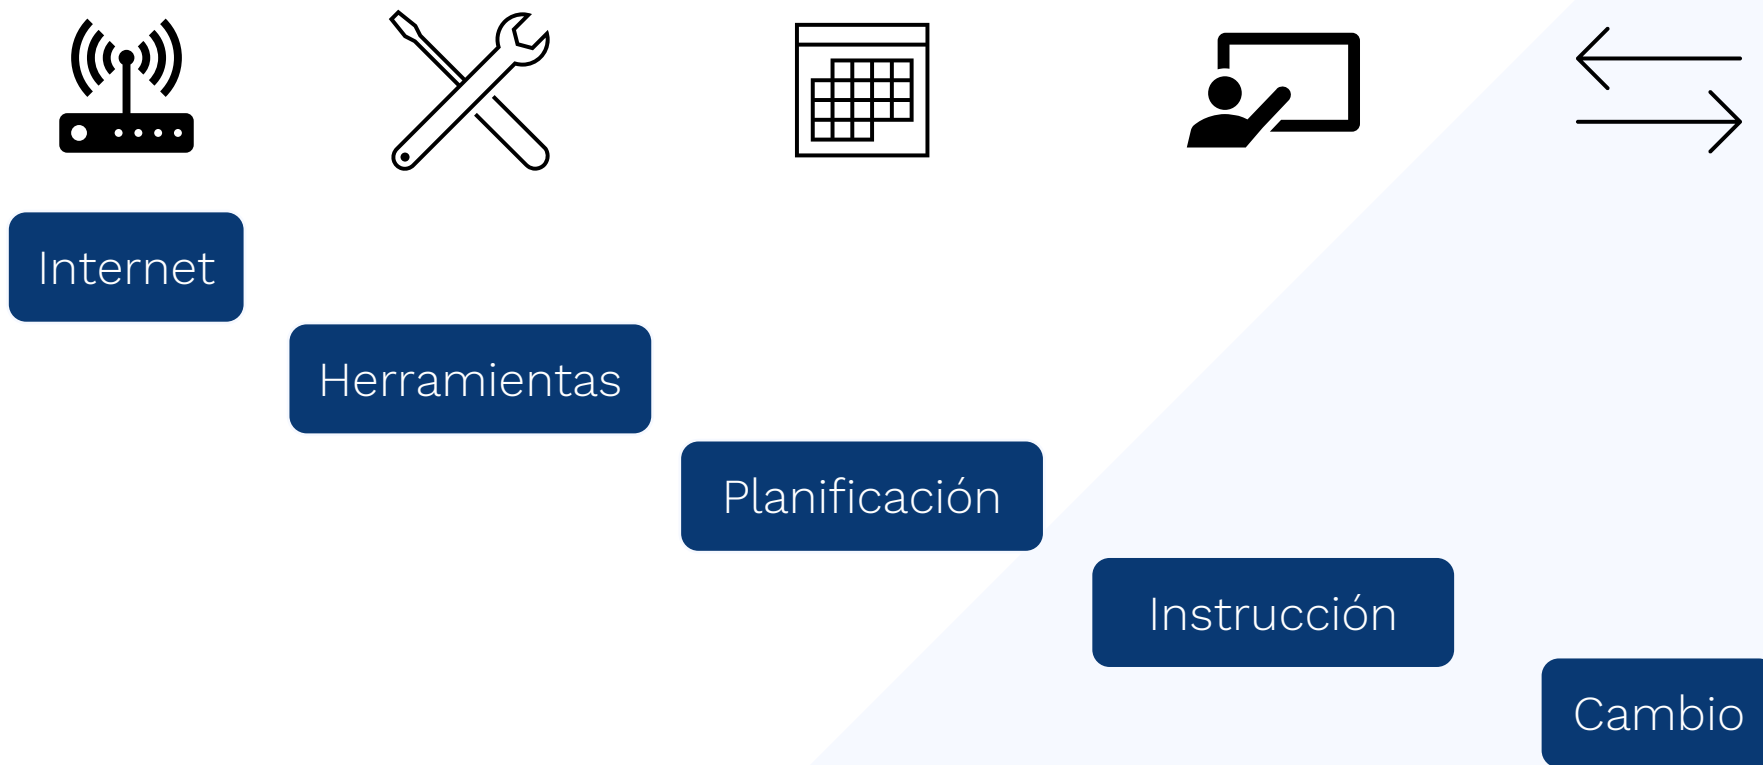 Internet
Herramientas
Planificación
Instrucción
Cambio